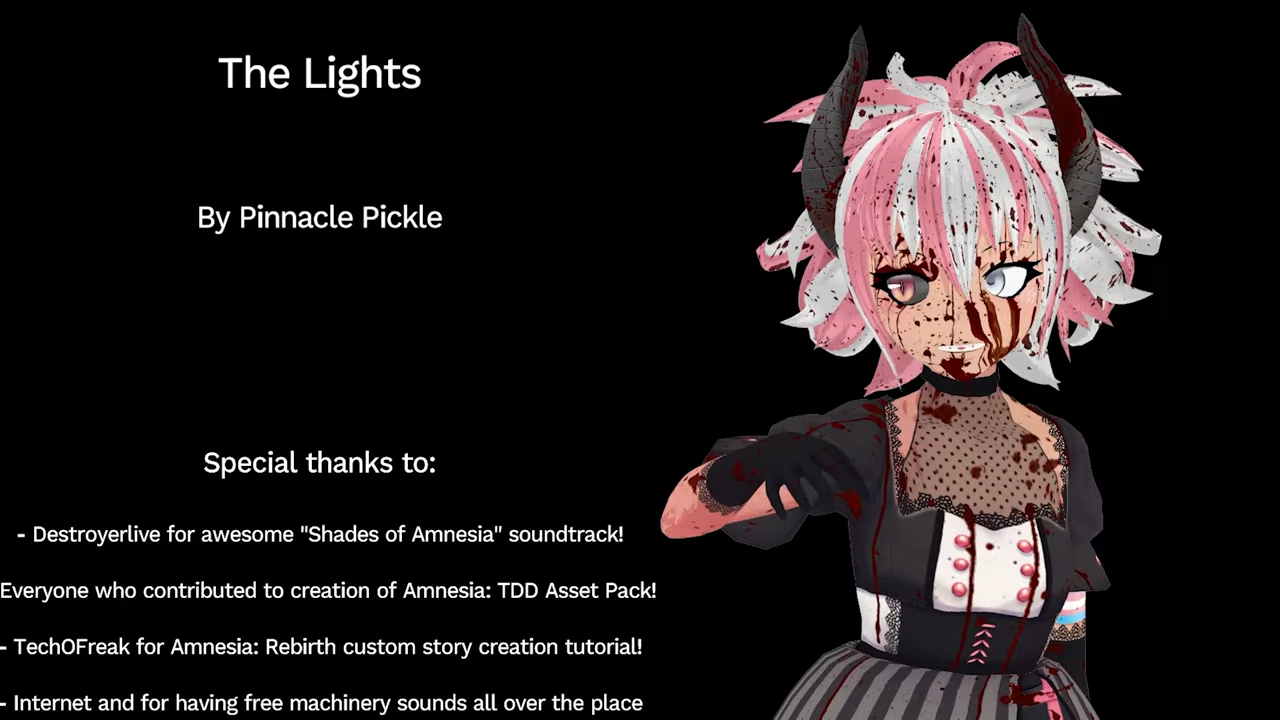 The Lights
By Pinnacle Pickle
Special thanks to:
- Destroyerlive for awesome "Shades of Amnesia" soundtrack!
Everyone who contributed to creation of Amnesia: TDD Asset Pack!
- TechOFreak for Amnesia: Rebirth custom story creation tutorial!
- Internet and for having free machinery sounds all over the place